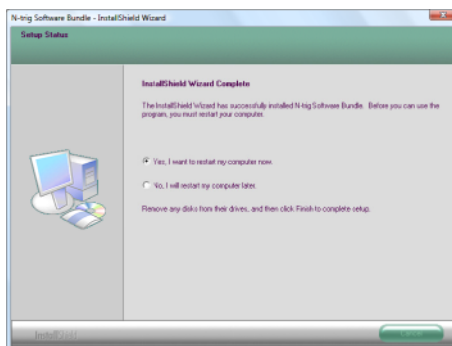 N-trig Software Bundle - InstallShield Wizard
Setup Status
InstallShield Wizard Complete
The InstallShield Wizard has successfully installed N-trig Software Bundle. Before you can use the
program, you must restart your computer.
Yes, I want to restart my computer now.
No, I will restart my computer later.
Remove any disks from their drives, and then click Finish to complete setup.
InstallShield